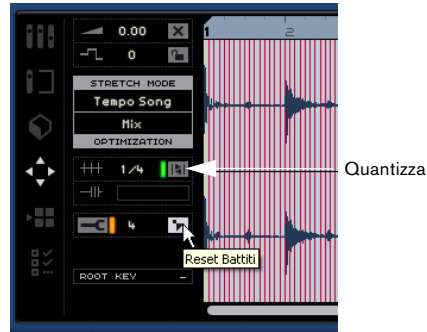 0.00
1
2
0
STRETCH MODE
Tempo Song
Mix
OPTIMIZATION
1/4
Quantizza
4
Reset Battiti
ROOT KEY -